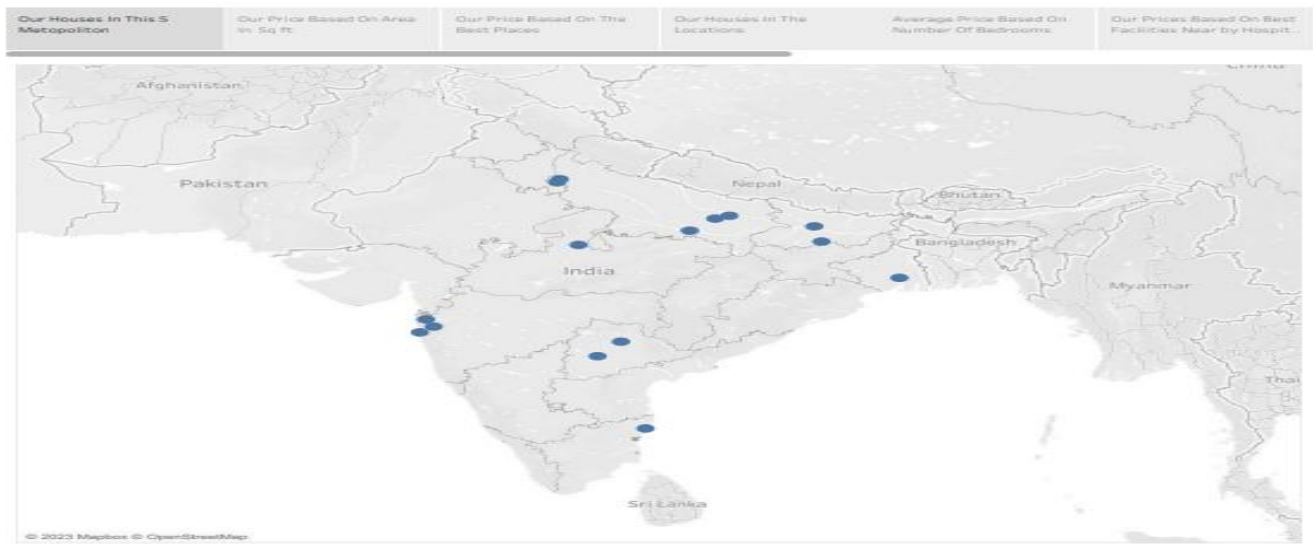 Our Houses In This 5
Metopoliton
Our Price Based On Area
In Sq ft
Our Price Based On The
Best Places
Our Houses In The
Locations
Average Price Based On
Number Of Bedrooms
Our Prices Based On Best
Facilities Near by Hospit...
China
Afghanistan
Pakistan
Nepal
Bhutan
Bangladesh
India
Myanmar
Thai
Sri Lanka
© 2023 Mapbox © OpenStreetMap